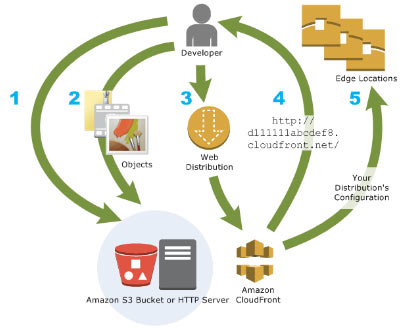 Developer
Edge Locations
1
2
3
4
5
Objects
Web
Distribution
http://
d111111abcdef8.
cloudfront.net/
Your
Distribution's
Configuration
Amazon S3 Bucket or HTTP Server
Amazon
CloudFront